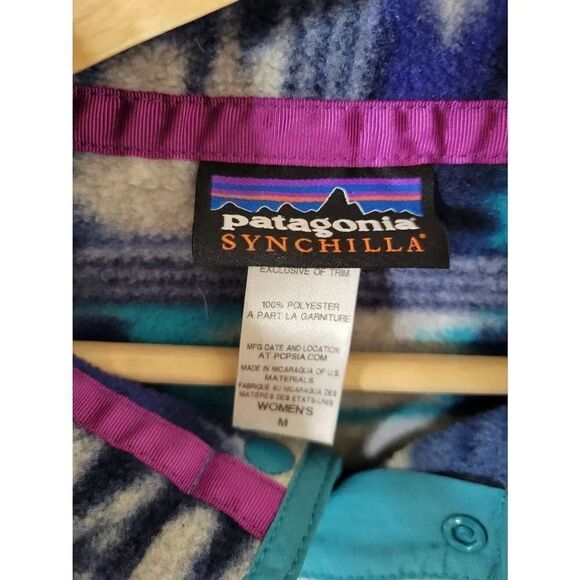 patagonia
SYNCHILLA®
EXCLUSIVE OF TRIM
100% POLYESTER
A PART LA GARNITURE
MFG DATE AND LOCATION
AT PCPSIA.COM
MADE IN NICARAGUA OF U.S.
MATERIALS
FABRIQUE AU NICARAGUA DES
MATIÈRES DES ÉTATS-UNIS
WOMEN'S
M